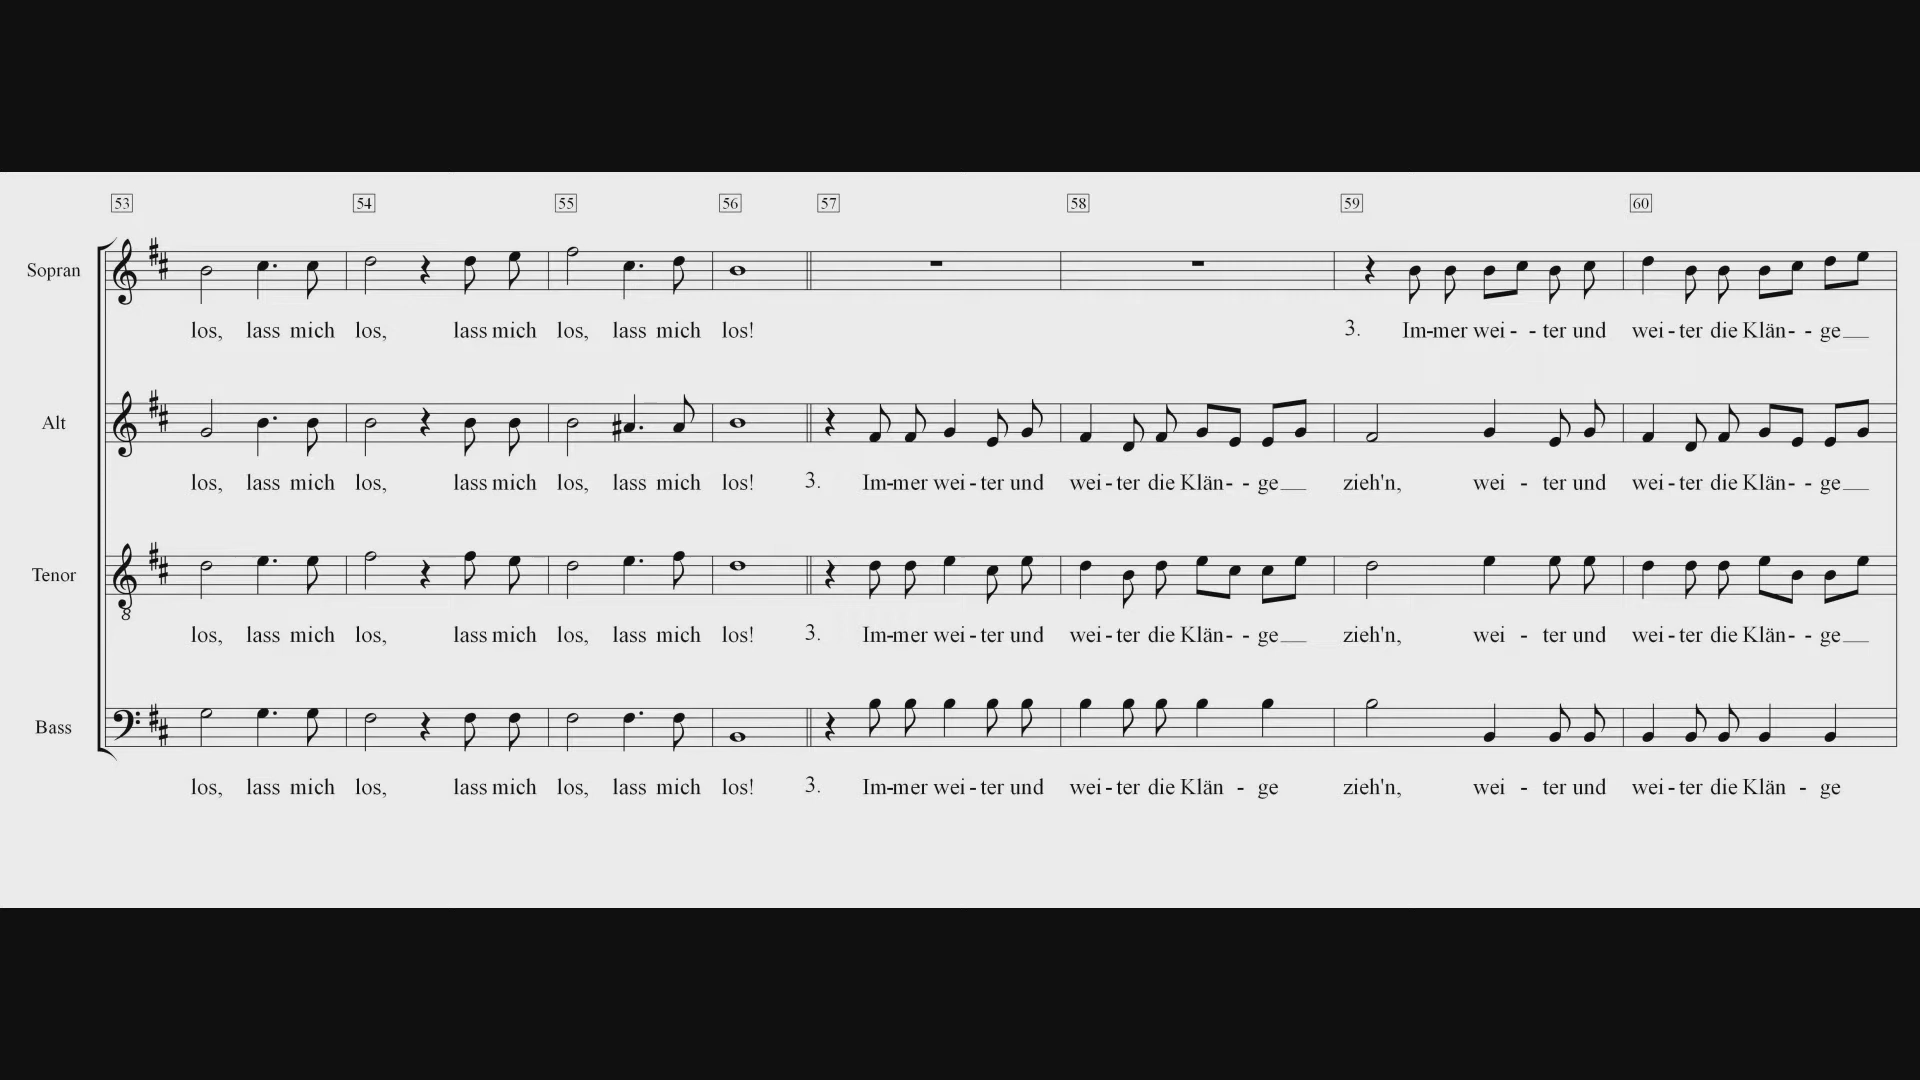 53 54 55 56 57 58 59 60
Sopran
los, lass mich los, lass mich los, lass mich los! 3. Im-mer wei - - ter und wei - ter die Klän - - ge
Alt
los, lass mich los, lass mich los, lass mich los! 3. Im-mer wei - ter und wei - ter die Klän - - ge zieh'n, wei - ter und wei - ter die Klän - - ge
Tenor
8
los, lass mich los, lass mich los, lass mich los! 3. Im-mer wei - ter und wei - ter die Klän - - ge zieh'n, wei - ter und wei - ter die Klän - - ge
Bass
los, lass mich los, lass mich los, lass mich los! 3. Im-mer wei - ter und wei - ter die Klän - ge zieh'n, wei - ter und wei - ter die Klän - ge